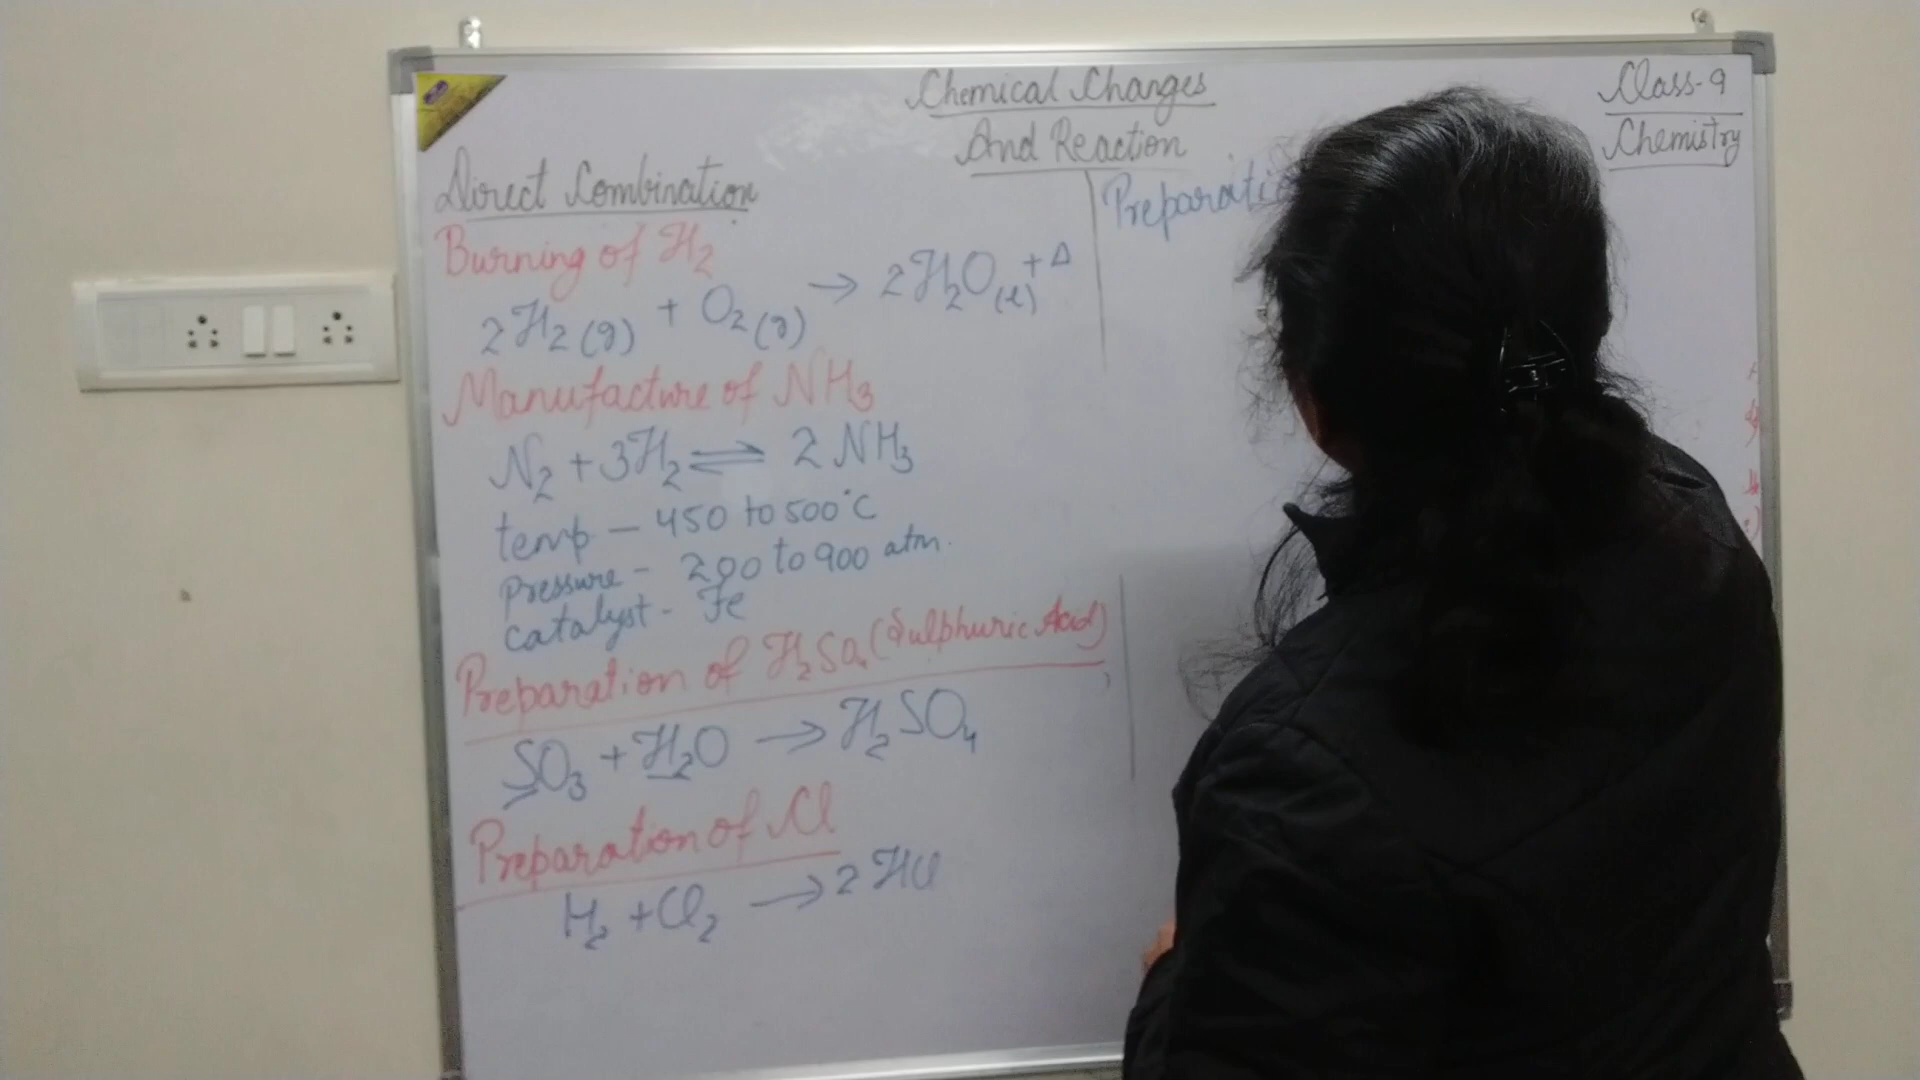 Chemical Changes
And Reaction
Class-9
Chemistry
Direct Combination
Burning of H₂
2H₂(g) + O₂(g) → 2H₂O(l) + Δ
Manufacture of NH₃
N₂ + 3H₂ ⇌ 2NH₃
temp — 450 to 500°C
pressure - 200 to 900 atm.
catalyst - Fe
Preparation of H₂SO₄ (Sulphuric Acid)
SO₃ + H₂O → H₂SO₄
Preparation of Cl
H₂ + Cl₂ → 2HCl